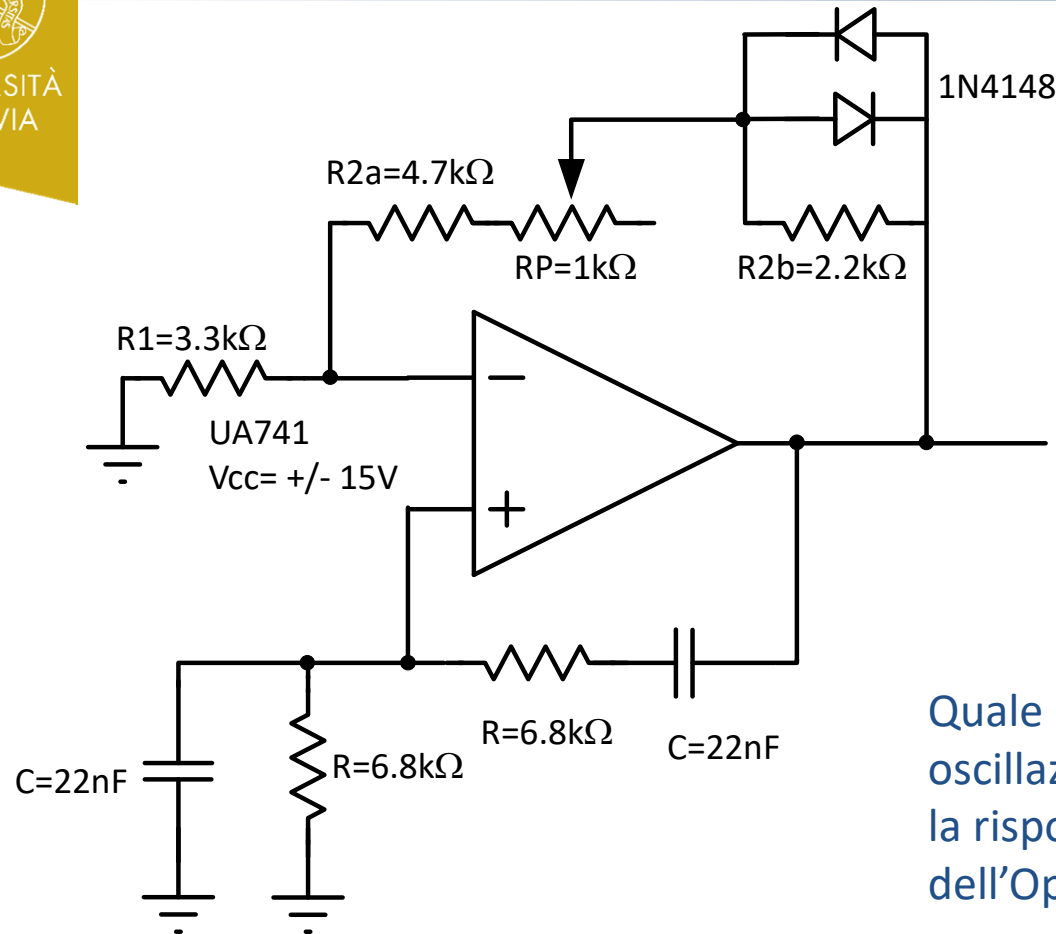 RSITÀ
VIA
1N4148
R2a=4.7kΩ
RP=1kΩ
R2b=2.2kΩ
R1=3.3kΩ
UA741
Vcc= +/- 15V
R=6.8kΩ
C=22nF
R=6.8kΩ
C=22nF
Quale
oscillaz
la rispo
dell’Op